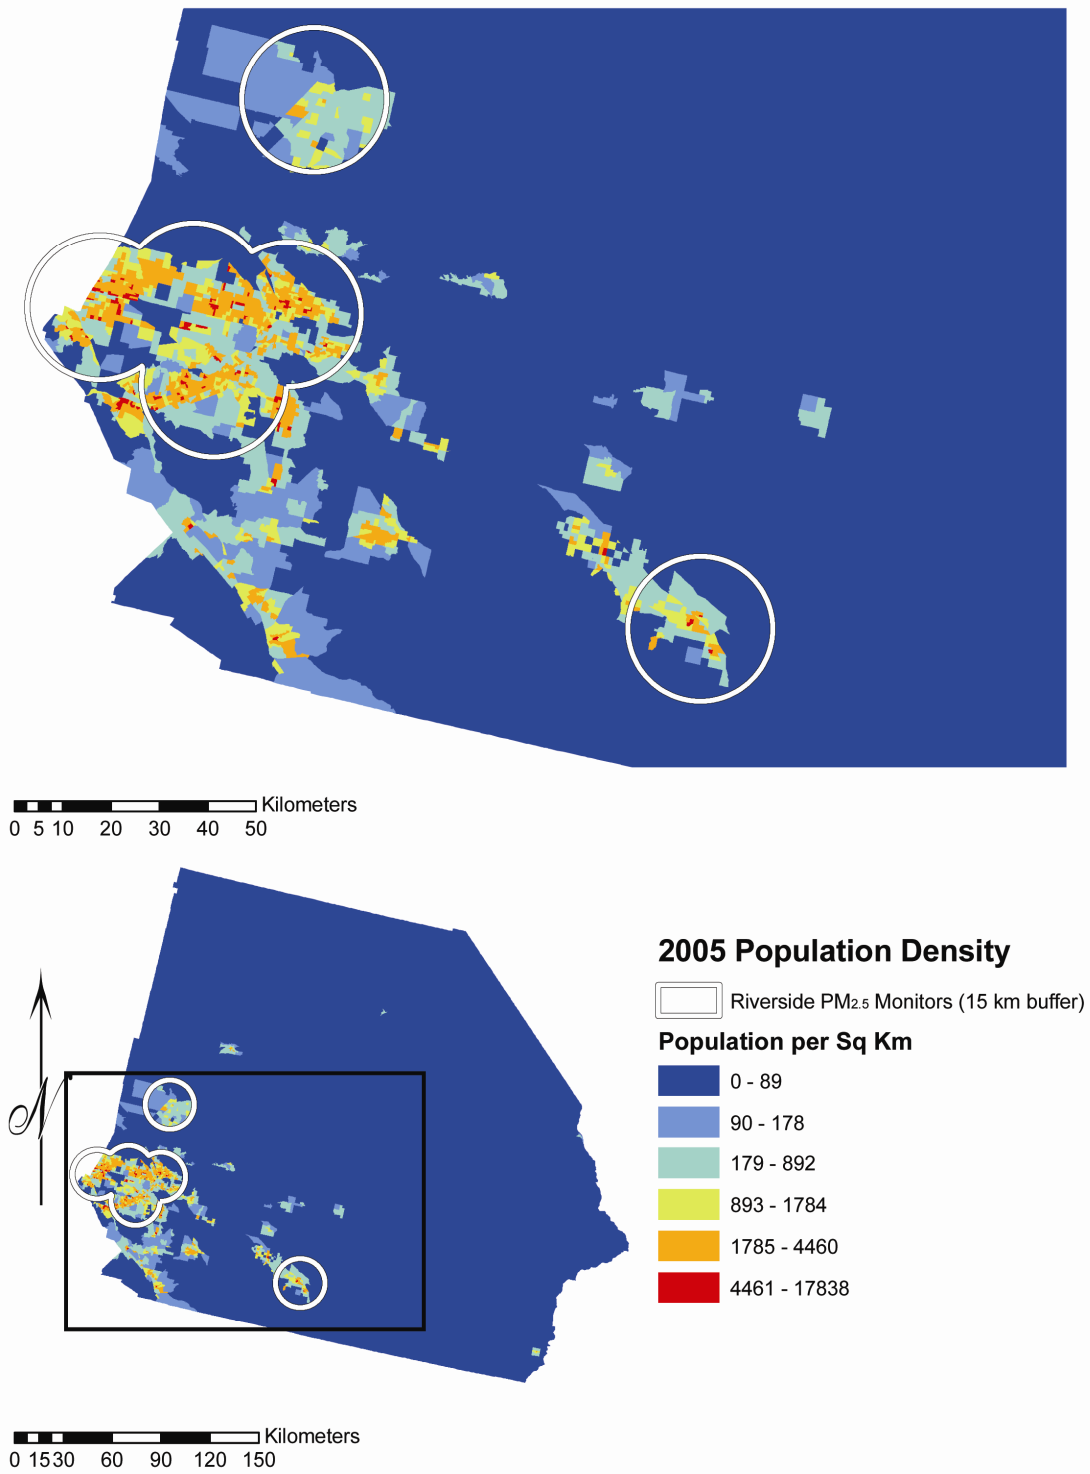 Kilometers
0 5 10 20 30 40 50
N
2005 Population Density
Riverside PM2.5 Monitors (15 km buffer)
Population per Sq Km
0 - 89
90 - 178
179 - 892
893 - 1784
1785 - 4460
4461 - 17838
Kilometers
0 15 30 60 90 120 150